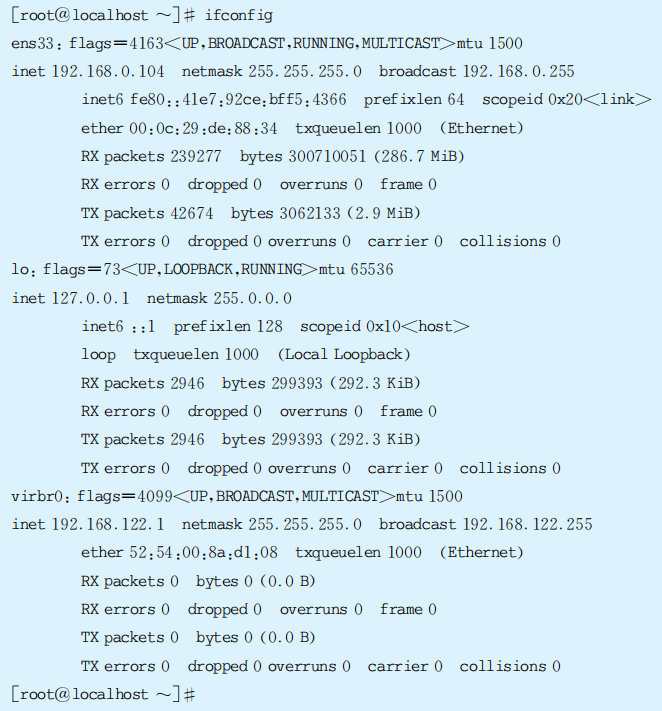 [root@localhost ~]# ifconfig
ens33: flags=4163<UP,BROADCAST,RUNNING,MULTICAST>mtu 1500
inet 192.168.0.104 netmask 255.255.255.0 broadcast 192.168.0.255
inet6 fe80::41e7:92ce:bff5:4366 prefixlen 64 scopeid 0x20<link>
ether 00:0c:29:de:88:34 txqueuelen 1000 (Ethernet)
RX packets 239277 bytes 300710051 (286.7 MiB)
RX errors 0 dropped 0 overruns 0 frame 0
TX packets 42674 bytes 3062133 (2.9 MiB)
TX errors 0 dropped 0 overruns 0 carrier 0 collisions 0
lo: flags=73<UP,LOOPBACK,RUNNING>mtu 65536
inet 127.0.0.1 netmask 255.0.0.0
inet6 ::1 prefixlen 128 scopeid 0x10<host>
loop txqueuelen 1000 (Local Loopback)
RX packets 2946 bytes 299393 (292.3 KiB)
RX errors 0 dropped 0 overruns 0 frame 0
TX packets 2946 bytes 299393 (292.3 KiB)
TX errors 0 dropped 0 overruns 0 carrier 0 collisions 0
virbr0: flags=4099<UP,BROADCAST,MULTICAST>mtu 1500
inet 192.168.122.1 netmask 255.255.255.0 broadcast 192.168.122.255
ether 52:54:00:8a:d1:08 txqueuelen 1000 (Ethernet)
RX packets 0 bytes 0 (0.0 B)
RX errors 0 dropped 0 overruns 0 frame 0
TX packets 0 bytes 0 (0.0 B)
TX errors 0 dropped 0 overruns 0 carrier 0 collisions 0
[root@localhost ~]#